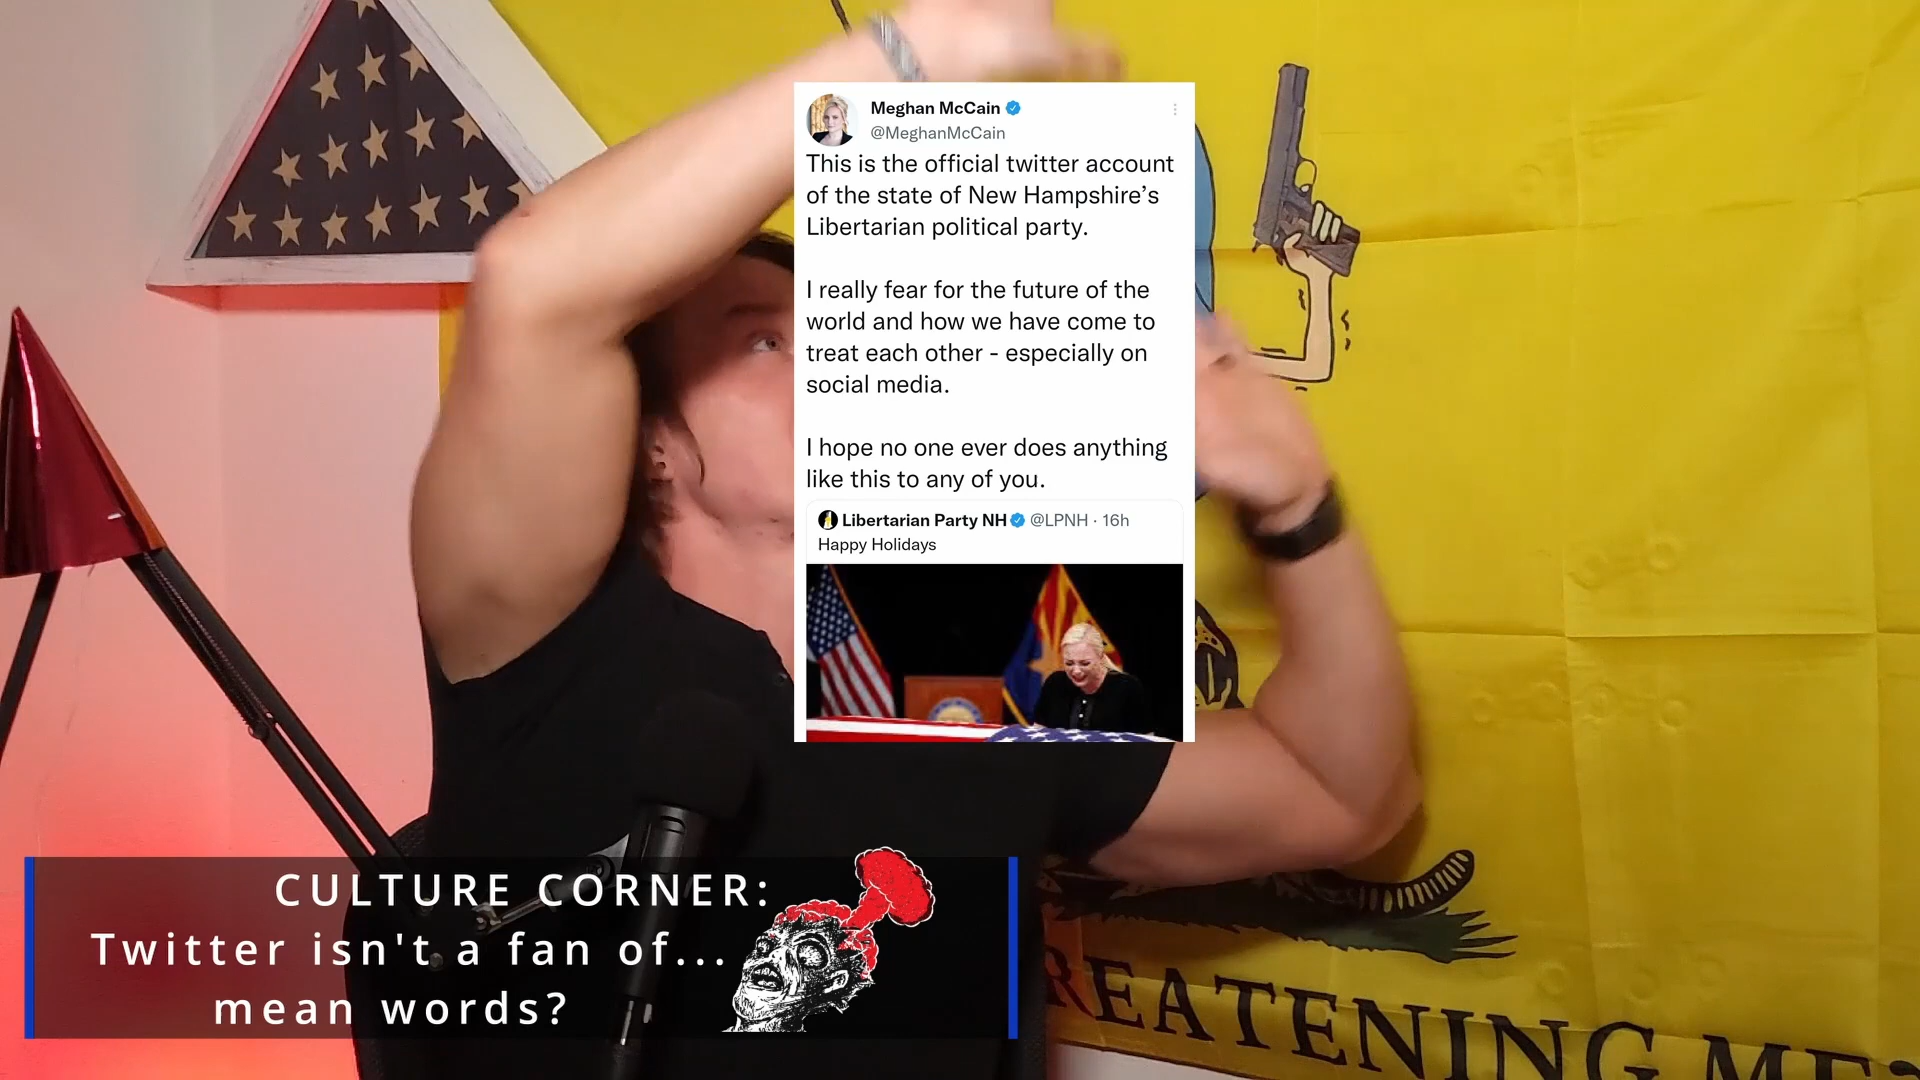 Meghan McCain
@MeghanMcCain
This is the official twitter account
of the state of New Hampshire’s
Libertarian political party.
I really fear for the future of the
world and how we have come to
treat each other - especially on
social media.
I hope no one ever does anything
like this to any of you.
Libertarian Party NH @LPNH · 16h
Happy Holidays
CULTURE CORNER:
Twitter isn't a fan of...
mean words?
REATENING ME